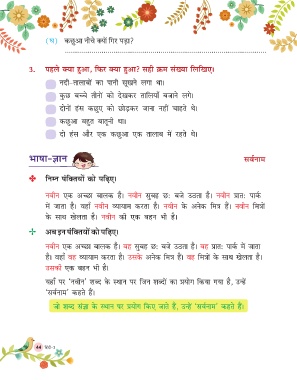 (घ) कछुआ नीचे क्यों गिर पड़ा?
3. पहले क्या हुआ, फिर क्या हुआ? सही क्रम संख्या लिखिए।
नदी-तालाबों का पानी सूखने लगा था।
कुछ बच्चे तीनों को देखकर तालियाँ बजाने लगे।
दोनों हंस कछुए को छोड़कर जाना नहीं चाहते थे।
कछुआ बहुत बातूनी था।
दो हंस और एक कछुआ एक तालाब में रहते थे।
भाषा-ज्ञान सर्वनाम
निम्न पंक्तियों को पढ़िए।
नवीन एक अच्छा बालक है। नवीन सुबह छः बजे उठता है। नवीन प्रातः पार्क
में जाता है। वहाँ नवीन व्यायाम करता है। नवीन के अनेक मित्र हैं। नवीन मित्रों
के साथ खेलता है। नवीन की एक बहन भी है।
अब इन पंक्तियों को पढ़िए।
नवीन एक अच्छा बालक है। वह सुबह छः बजे उठता है। वह प्रातः पार्क में जाता
है। वहाँ वह व्यायाम करता है। उसके अनेक मित्र हैं। वह मित्रों के साथ खेलता है।
उसकी एक बहन भी है।
यहाँ पर 'नवीन' शब्द के स्थान पर जिन शब्दों का प्रयोग किया गया है, उन्हें
'सर्वनाम' कहते हैं।
जो शब्द संज्ञा के स्थान पर प्रयोग किए जाते हैं, उन्हें 'सर्वनाम' कहते हैं।
44 हिंदी-3